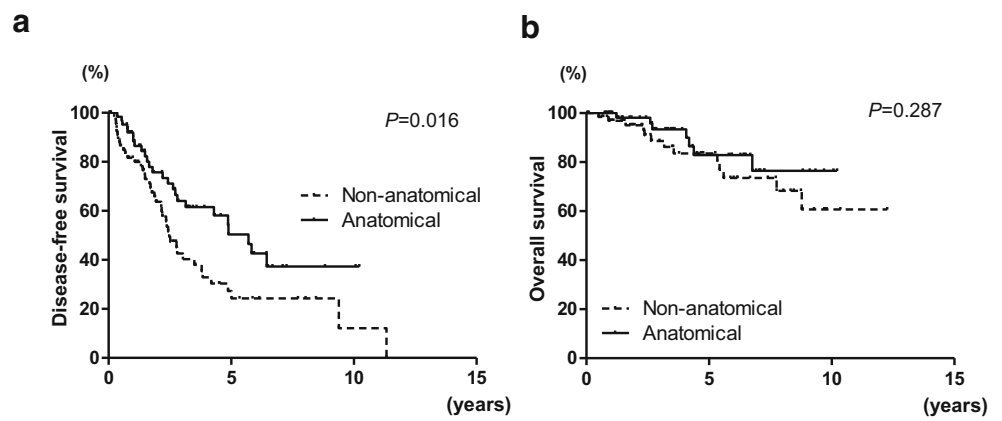 a
(%)
P=0.016
100
80
60
40
20
0
Disease-free survival
Non-anatomical
Anatomical
0 5 10 15
(years)
b
(%)
P=0.287
100
80
60
40
20
0
Overall survival
Non-anatomical
Anatomical
0 5 10 15
(years)